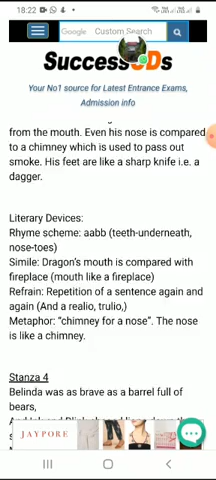 18:22
Google Custom Search
SuccessCDs
Your No1 source for Latest Entrance Exams,
Admission info
from the mouth. Even his nose is compared
to a chimney which is used to pass out
smoke. His feet are like a sharp knife i.e. a
dagger.
Literary Devices:
Rhyme scheme: aabb (teeth-underneath,
nose-toes)
Simile: Dragon's mouth is compared with
fireplace (mouth like a fireplace)
Refrain: Repetition of a sentence again and
again (And a realio, trulio,)
Metaphor: "chimney for a nose". The nose
is like a chimney.
Stanza 4
Belinda was as brave as a barrel full of
bears,
JAYPORE